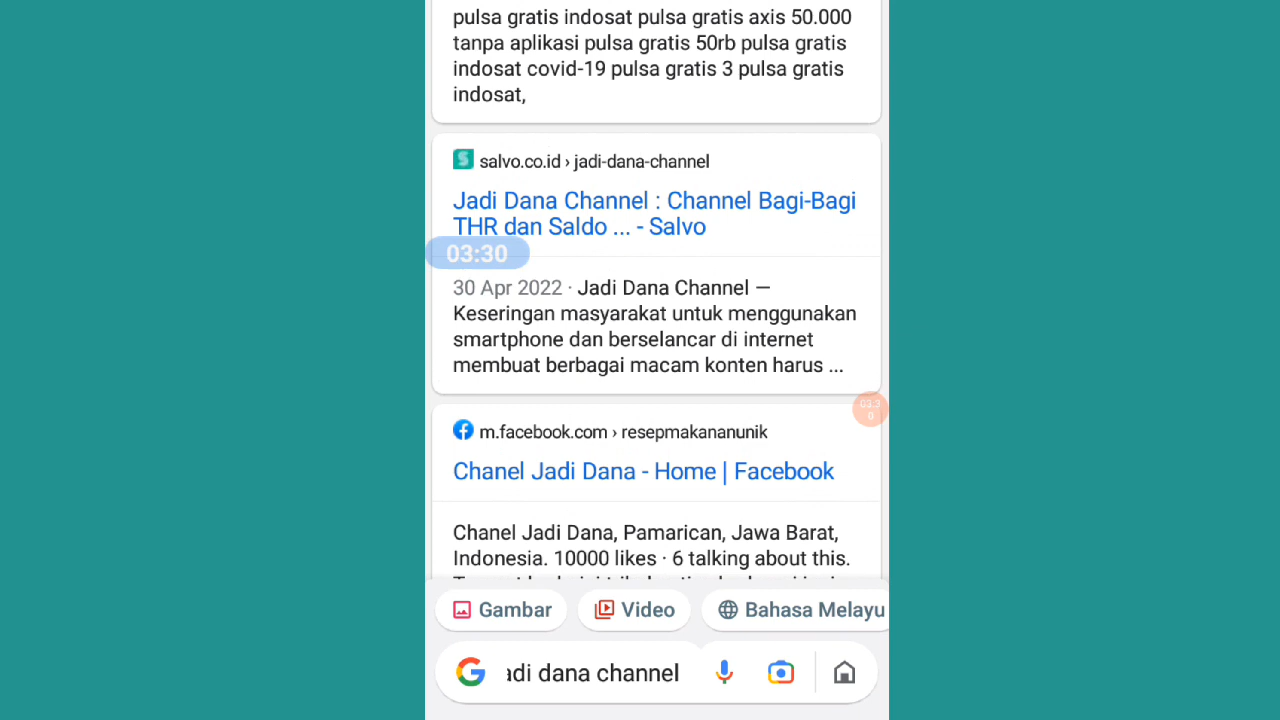 pulsa gratis indosat pulsa gratis axis 50.000
tanpa aplikasi pulsa gratis 50rb pulsa gratis
indosat covid-19 pulsa gratis 3 pulsa gratis
indosat,
salvo.co.id › jadi-dana-channel
Jadi Dana Channel : Channel Bagi-Bagi
THR dan Saldo ... - Salvo
03:30
30 Apr 2022 · Jadi Dana Channel —
Keseringan masyarakat untuk menggunakan
smartphone dan berselancar di internet
membuat berbagai macam konten harus ...
03:3
0
m.facebook.com › resepmakananunik
Chanel Jadi Dana - Home | Facebook
Chanel Jadi Dana, Pamarican, Jawa Barat,
Indonesia. 10000 likes · 6 talking about this.
Gambar
Video
Bahasa Melayu
adi dana channel